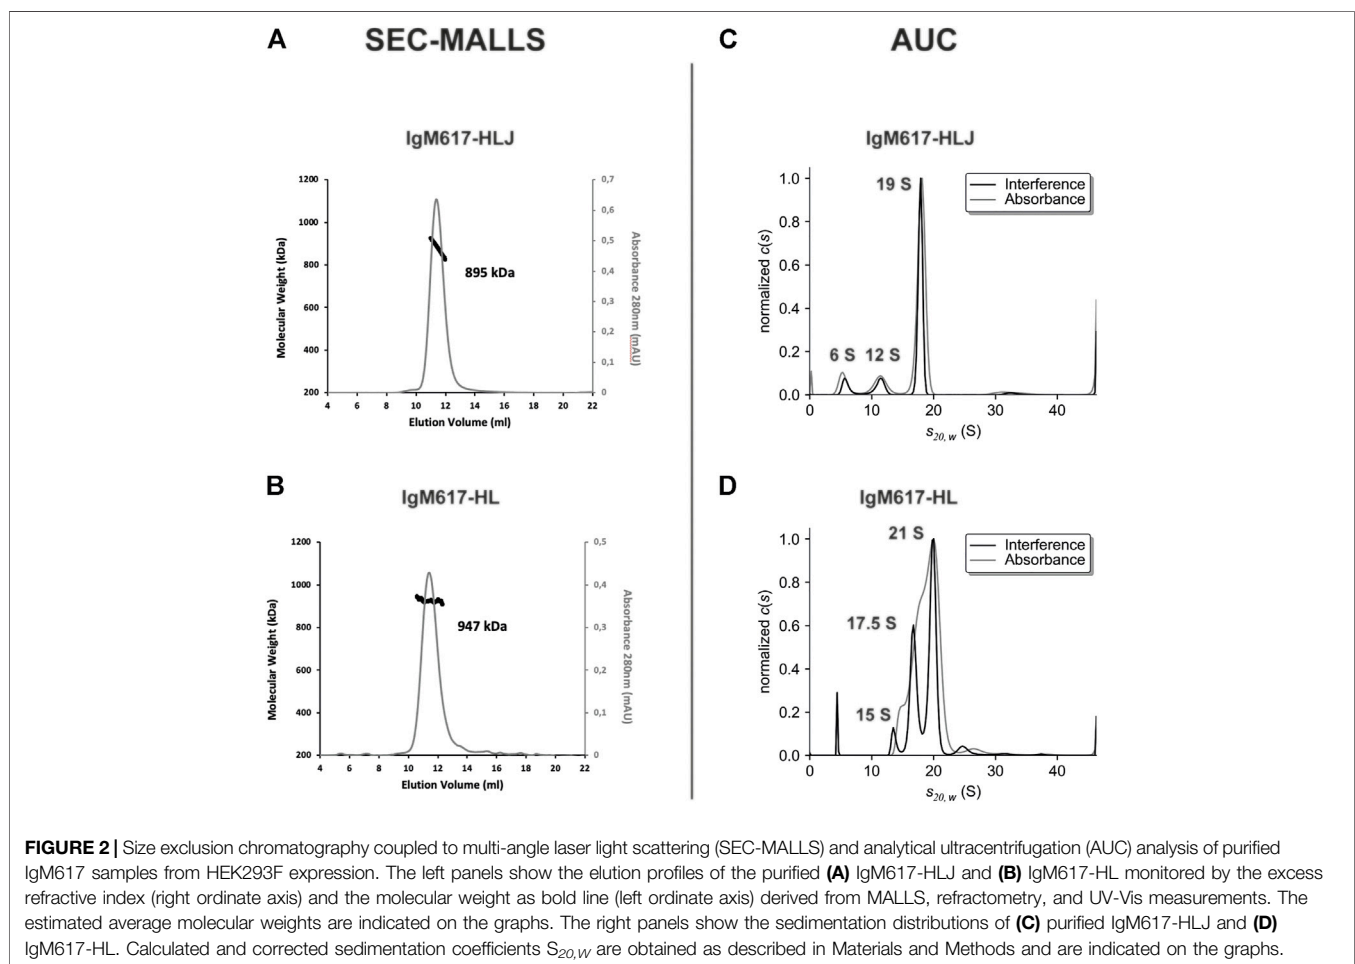 A
SEC-MALLS
IgM617-HLJ
1200
1000
800
600
400
200
Molecular Weight (kDa)
0,7
0,6
0,5
0,4
0,3
0,2
0,1
0
Absorbance 280nm (mAU)
895 kDa
4 6 8 10 12 14 16 18 20 22
Elution Volume (ml)
B
IgM617-HL
1200
1000
800
600
400
200
Molecular Weight (kDa)
0,5
0,4
0,3
0,2
0,1
0
Absorbance 280nm (mAU)
947 kDa
4 6 8 10 12 14 16 18 20 22
Elution Volume (ml)
C
AUC
IgM617-HLJ
1.0
0.8
0.6
0.4
0.2
0.0
normalized c(s)
19 S
6 S 12 S
Interference
Absorbance
0 10 20 30 40
s20, w (S)
D
IgM617-HL
1.0
0.8
0.6
0.4
0.2
0.0
normalized c(s)
21 S
17.5 S
15 S
Interference
Absorbance
0 10 20 30 40
s20, w (S)
FIGURE 2 | Size exclusion chromatography coupled to multi-angle laser light scattering (SEC-MALLS) and analytical ultracentrifugation (AUC) analysis of purified
IgM617 samples from HEK293F expression. The left panels show the elution profiles of the purified (A) IgM617-HLJ and (B) IgM617-HL monitored by the excess
refractive index (right ordinate axis) and the molecular weight as bold line (left ordinate axis) derived from MALLS, refractometry, and UV-Vis measurements. The
estimated average molecular weights are indicated on the graphs. The right panels show the sedimentation distributions of (C) purified IgM617-HLJ and (D)
IgM617-HL. Calculated and corrected sedimentation coefficients S20,W are obtained as described in Materials and Methods and are indicated on the graphs.